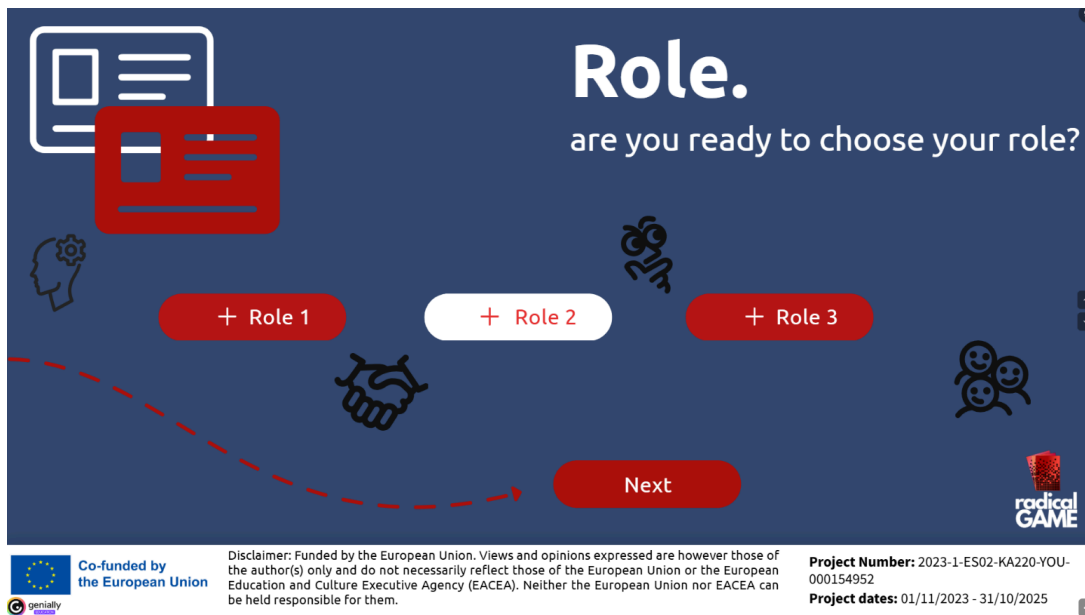 Role.
are you ready to choose your role?
+ Role 1
+ Role 2
+ Role 3
Next
radical
GAME
Co-funded by
the European Union
genially
Disclaimer: Funded by the European Union. Views and opinions expressed are however those of
the author(s) only and do not necessarily reflect those of the European Union or the European
Education and Culture Executive Agency (EACEA). Neither the European Union nor EACEA can
be held responsible for them.
Project Number: 2023-1-ES02-KA220-YOU-
000154952
Project dates: 01/11/2023 - 31/10/2025